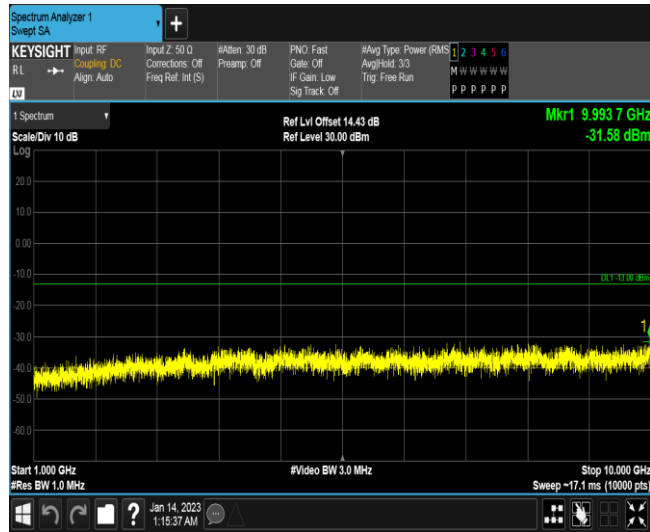 Spectrum Analyzer 1
Swept SA
+
KEYSIGHT Input: RF Input Z: 50 Ω #Atten: 30 dB PNO: Fast #Avg Type: Power (RMS 1 2 3 4 5 6
RL Coupling: DC Corrections: Off Preamp: Off Gate: Off Avg|Hold: 3/3 M W W W W W
Align: Auto Freq Ref: Int (S) IF Gain: Low Trig: Free Run
Sig Track: Off P P P P P P
LXI
1 Spectrum Ref Lvl Offset 14.43 dB Mkr1 9.993 7 GHz
Scale/Div 10 dB Ref Level 30.00 dBm -31.58 dBm
Log
20.0
10.0
0.00
-10.0
DL1 -13.00 dBm
-20.0
-30.0
1
-40.0
-50.0
-60.0
Start 1.000 GHz #Video BW 3.0 MHz Stop 10.000 GHz
#Res BW 1.0 MHz Sweep ~17.1 ms (10000 pts)
? Jan 14, 2023
1:15:37 AM